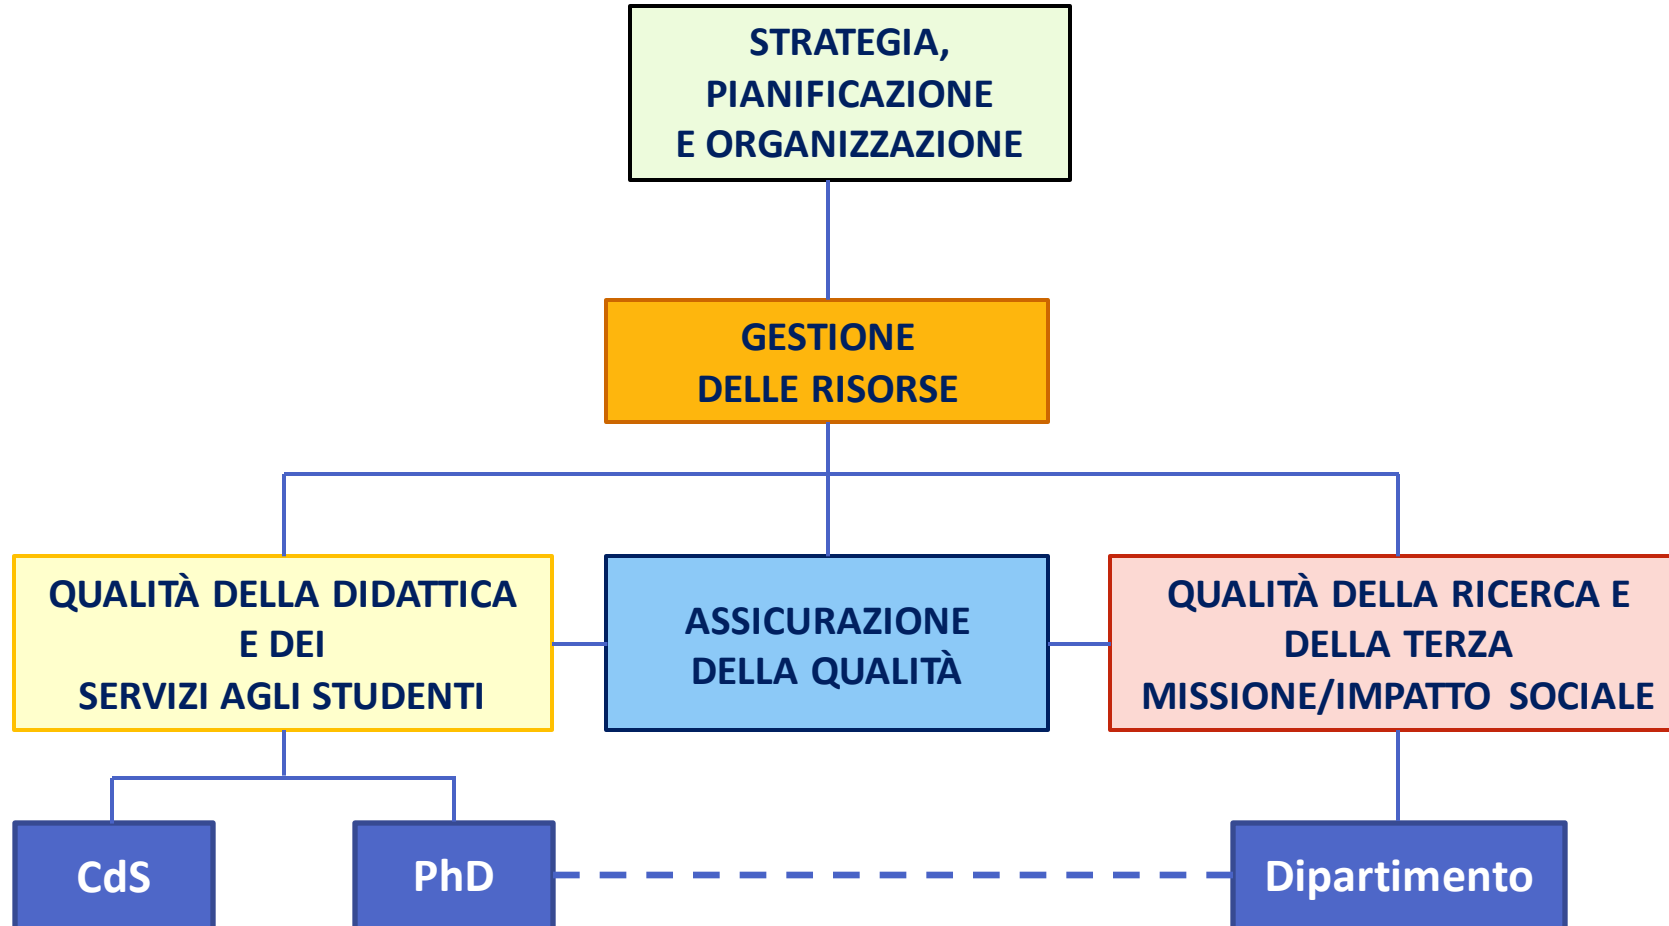 STRATEGIA,
PIANIFICAZIONE
E ORGANIZZAZIONE
GESTIONE
DELLE RISORSE
QUALITÀ DELLA DIDATTICA
E DEI
SERVIZI AGLI STUDENTI
ASSICURAZIONE
DELLA QUALITÀ
QUALITÀ DELLA RICERCA E
DELLA TERZA
MISSIONE/IMPATTO SOCIALE
CdS
PhD
Dipartimento